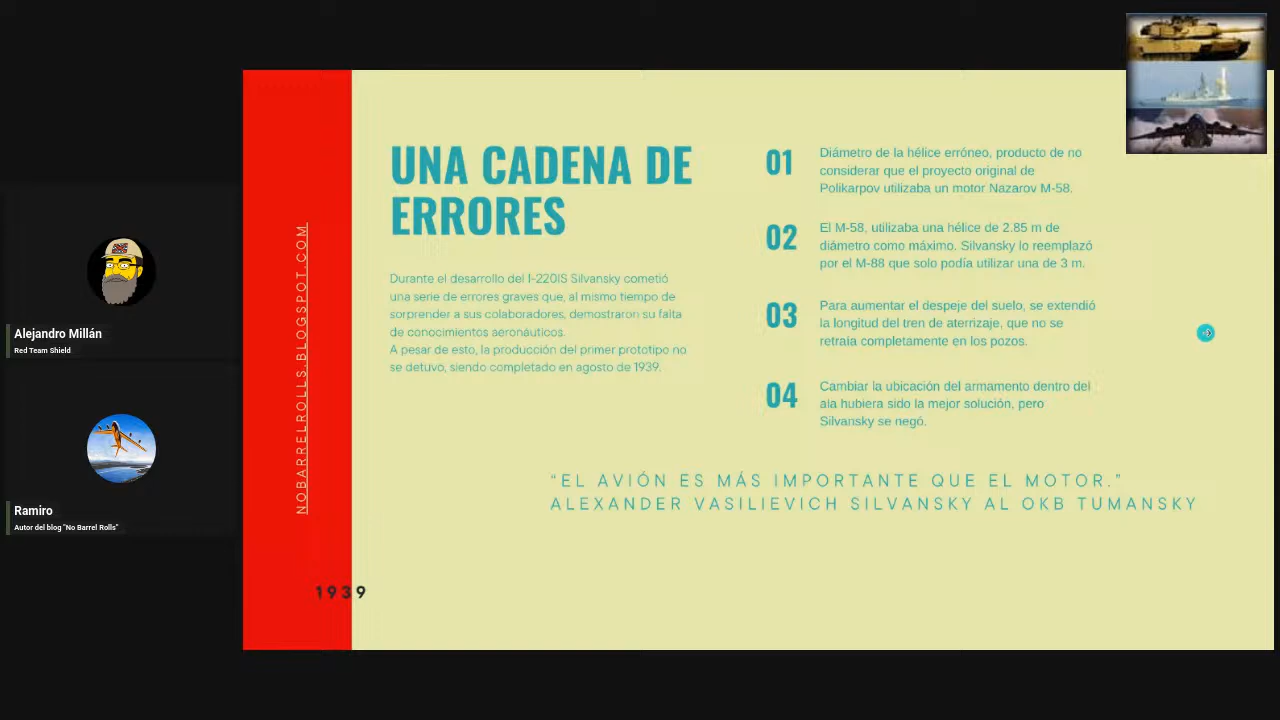 UNA CADENA DE
ERRORES
Durante el desarrollo del I-220IS Silvansky cometió
una serie de errores graves que, al mismo tiempo de
sorprender a sus colaboradores, demostraron su falta
de conocimientos aeronáuticos.
A pesar de esto, la producción del primer prototipo no
se detuvo, siendo completado en agosto de 1939.
01
Diámetro de la hélice erróneo, producto de no
considerar que el proyecto original de
Polikarpov utilizaba un motor Nazarov M-58.
02
El M-58, utilizaba una hélice de 2.85 m de
diámetro como máximo. Silvansky lo reemplazó
por el M-88 que solo podía utilizar una de 3 m.
03
Para aumentar el despeje del suelo, se extendió
la longitud del tren de aterrizaje, que no se
retraía completamente en los pozos.
04
Cambiar la ubicación del armamento dentro del
ala hubiera sido la mejor solución, pero
Silvansky se negó.
"EL AVIÓN ES MÁS IMPORTANTE QUE EL MOTOR."
ALEXANDER VASILIEVICH SILVANSKY AL OKB TUMANSKY
NOBARRELROLLS.BLOGSPOT.COM
1939
Alejandro Millán
Red Team Shield
Ramiro
Autor del blog "No Barrel Rolls"